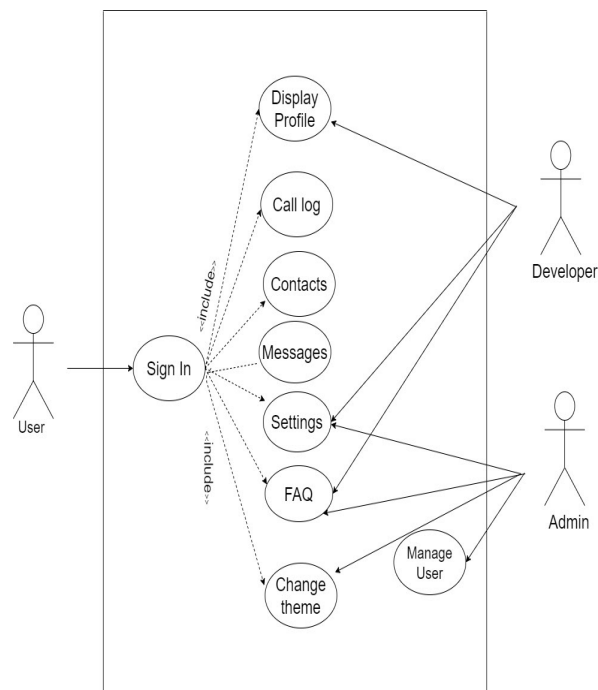 Display
Profile
Call log
Developer
<<include>>
Contacts
Messages
Sign In
User
Settings
<<include>>
FAQ
Admin
Manage
User
Change
theme